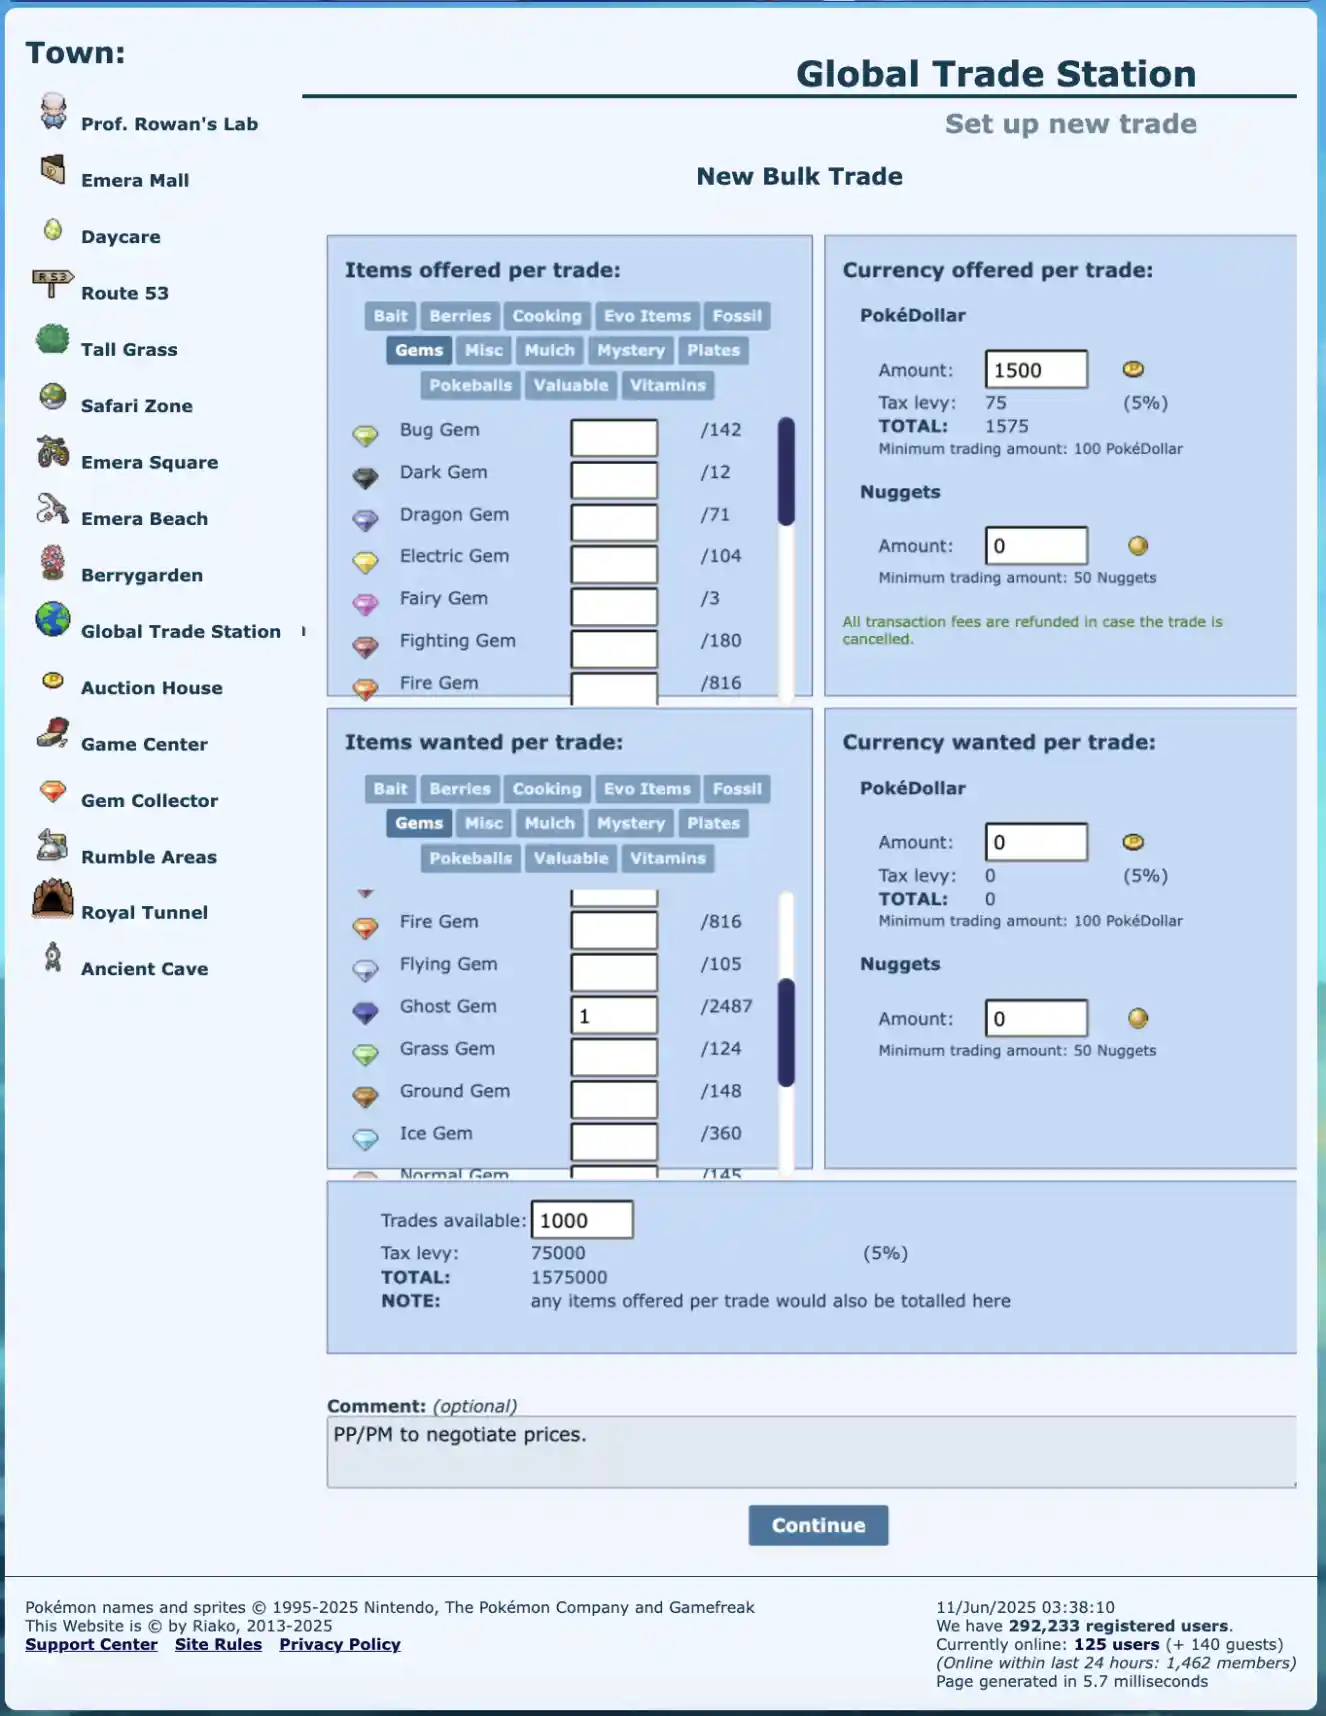 Town:
Prof. Rowan's Lab
Emera Mall
Daycare
R 53
Route 53
Tall Grass
Safari Zone
Emera Square
Emera Beach
Berrygarden
Global Trade Station
Auction House
Game Center
Gem Collector
Rumble Areas
Royal Tunnel
Ancient Cave
Global Trade Station
Set up new trade
New Bulk Trade
Items offered per trade:
Bait Berries Cooking Evo Items Fossil
Gems Misc Mulch Mystery Plates
Pokeballs Valuable Vitamins
Bug Gem /142
Dark Gem /12
Dragon Gem /71
Electric Gem /104
Fairy Gem /3
Fighting Gem /180
Fire Gem /816
Currency offered per trade:
PokéDollar
Amount: 1500
Tax levy: 75 (5%)
TOTAL: 1575
Minimum trading amount: 100 PokéDollar
Nuggets
Amount: 0
Minimum trading amount: 50 Nuggets
All transaction fees are refunded in case the trade is
cancelled.
Items wanted per trade:
Bait Berries Cooking Evo Items Fossil
Gems Misc Mulch Mystery Plates
Pokeballs Valuable Vitamins
Fire Gem /816
Flying Gem /105
Ghost Gem 1 /2487
Grass Gem /124
Ground Gem /148
Ice Gem /360
Normal Gem /145
Currency wanted per trade:
PokéDollar
Amount: 0
Tax levy: 0 (5%)
TOTAL: 0
Minimum trading amount: 100 PokéDollar
Nuggets
Amount: 0
Minimum trading amount: 50 Nuggets
Trades available: 1000
Tax levy: 75000 (5%)
TOTAL: 1575000
NOTE: any items offered per trade would also be totalled here
Comment: (optional)
PP/PM to negotiate prices.
Continue
Pokémon names and sprites © 1995-2025 Nintendo, The Pokémon Company and Gamefreak
This Website is © by Riako, 2013-2025
Support Center Site Rules Privacy Policy
11/Jun/2025 03:38:10
We have 292,233 registered users.
Currently online: 125 users (+ 140 guests)
(Online within last 24 hours: 1,462 members)
Page generated in 5.7 milliseconds